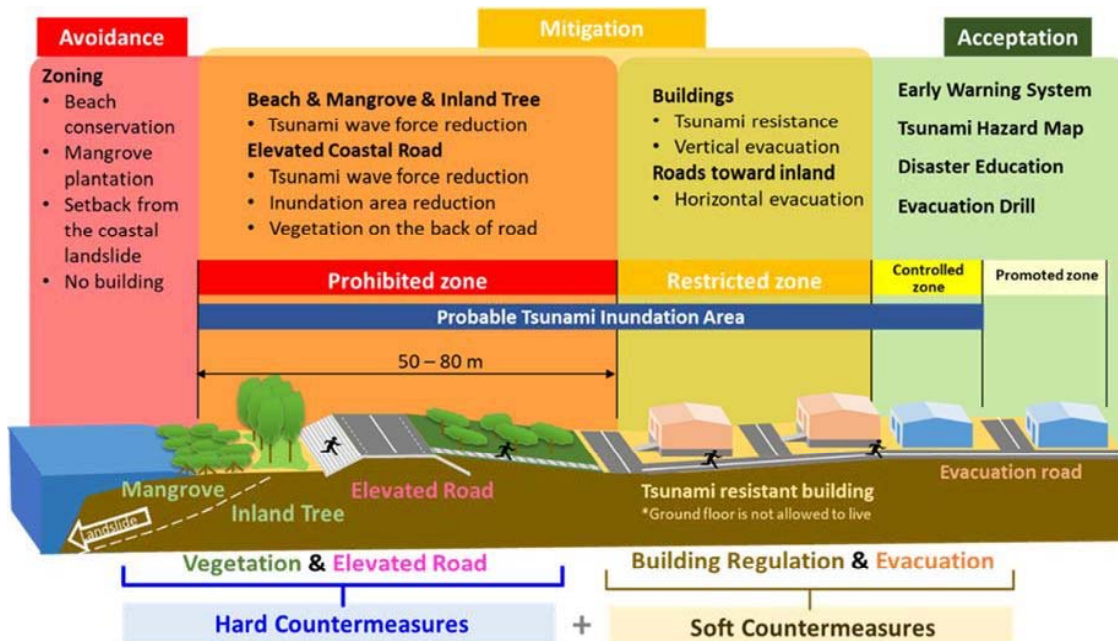 Avoidance
Mitigation
Acceptation
Zoning
• Beach
conservation
• Mangrove
plantation
• Setback from
the coastal
landslide
• No building
Beach & Mangrove & Inland Tree
• Tsunami wave force reduction
Elevated Coastal Road
• Tsunami wave force reduction
• Inundation area reduction
• Vegetation on the back of road
Buildings
• Tsunami resistance
• Vertical evacuation
Roads toward inland
• Horizontal evacuation
Early Warning System
Tsunami Hazard Map
Disaster Education
Evacuation Drill
Prohibited zone
Restricted zone
Controlled
zone
Promoted zone
Probable Tsunami Inundation Area
50 – 80 m
Mangrove
Inland Tree
Landslide
Elevated Road
Tsunami resistant building
*Ground floor is not allowed to live
Evacuation road
Vegetation & Elevated Road
Building Regulation & Evacuation
Hard Countermeasures + Soft Countermeasures